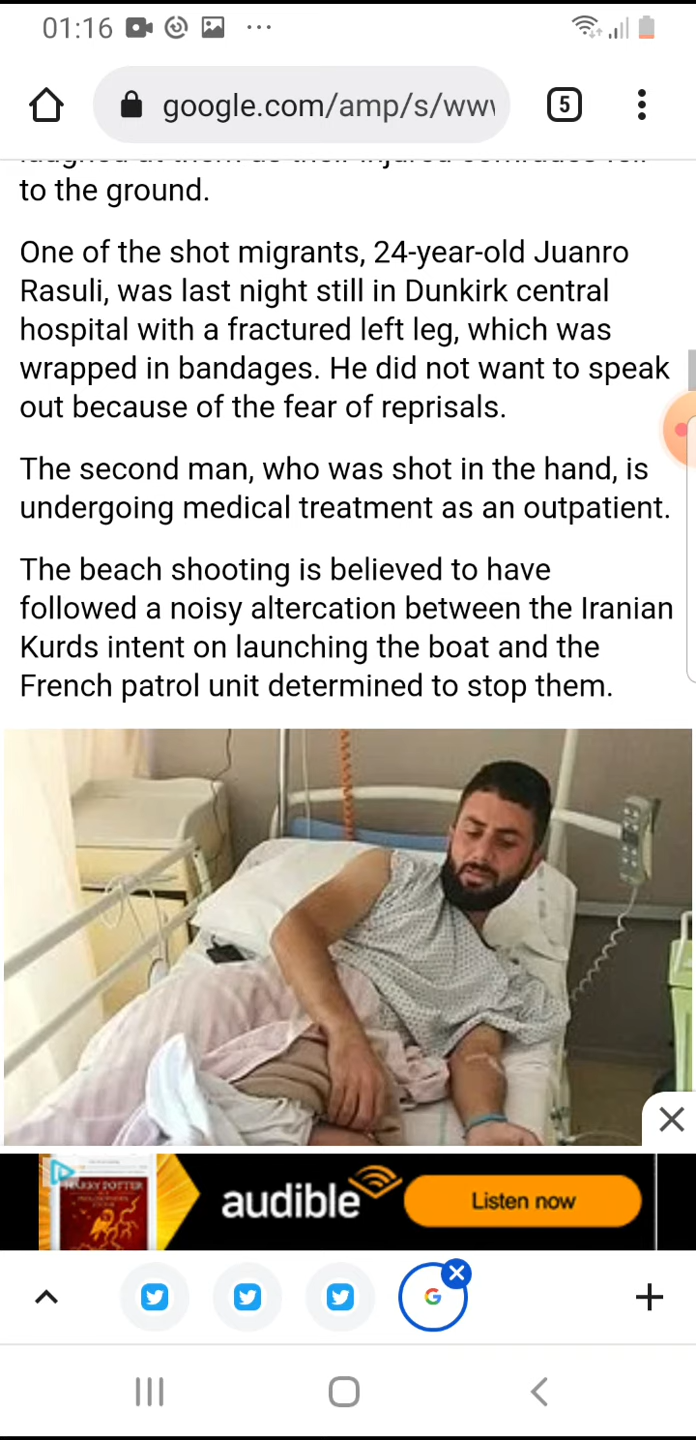 01:16
google.com/amp/s/www
5
to the ground.
One of the shot migrants, 24-year-old Juanro
Rasuli, was last night still in Dunkirk central
hospital with a fractured left leg, which was
wrapped in bandages. He did not want to speak
out because of the fear of reprisals.
The second man, who was shot in the hand, is
undergoing medical treatment as an outpatient.
The beach shooting is believed to have
followed a noisy altercation between the Iranian
Kurds intent on launching the boat and the
French patrol unit determined to stop them.
HARRY POTTER
audible
Listen now